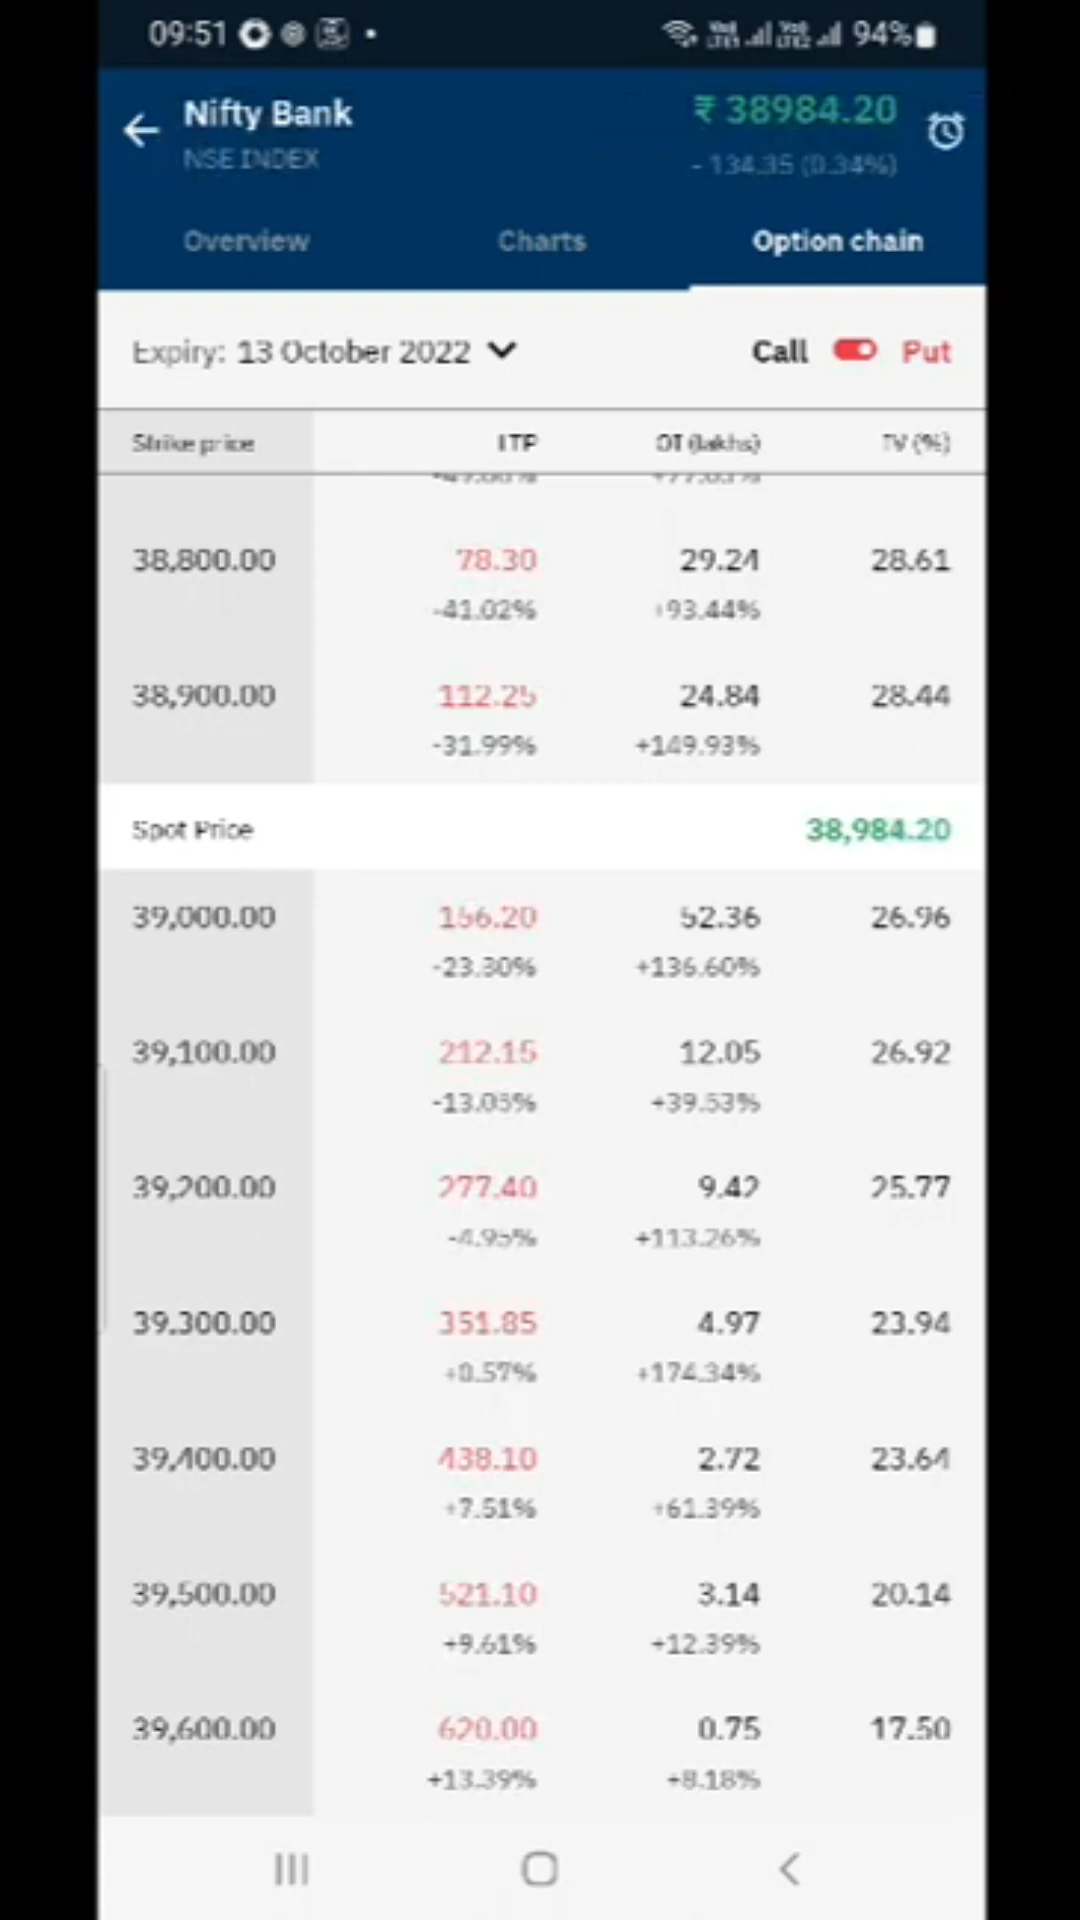 09:51 94%
Nifty Bank ₹ 38984.20
NSE INDEX - 134.35 (0.34%)
Overview Charts Option chain
Expiry: 13 October 2022 Call Put
Strike price LTP OI (lakhs) IV (%)
38,800.00 78.30 29.24 28.61
-41.02% +93.44%
38,900.00 112.25 24.84 28.44
-31.99% +149.93%
Spot Price 38,984.20
39,000.00 156.20 52.36 26.96
-23.30% +136.60%
39,100.00 212.15 12.05 26.92
-13.05% +39.53%
39,200.00 277.40 9.42 25.77
-4.95% +113.26%
39,300.00 351.85 4.97 23.94
+0.57% +174.34%
39,400.00 438.10 2.72 23.64
+7.51% +61.39%
39,500.00 521.10 3.14 20.14
+9.61% +12.39%
39,600.00 620.00 0.75 17.50
+13.39% +8.18%